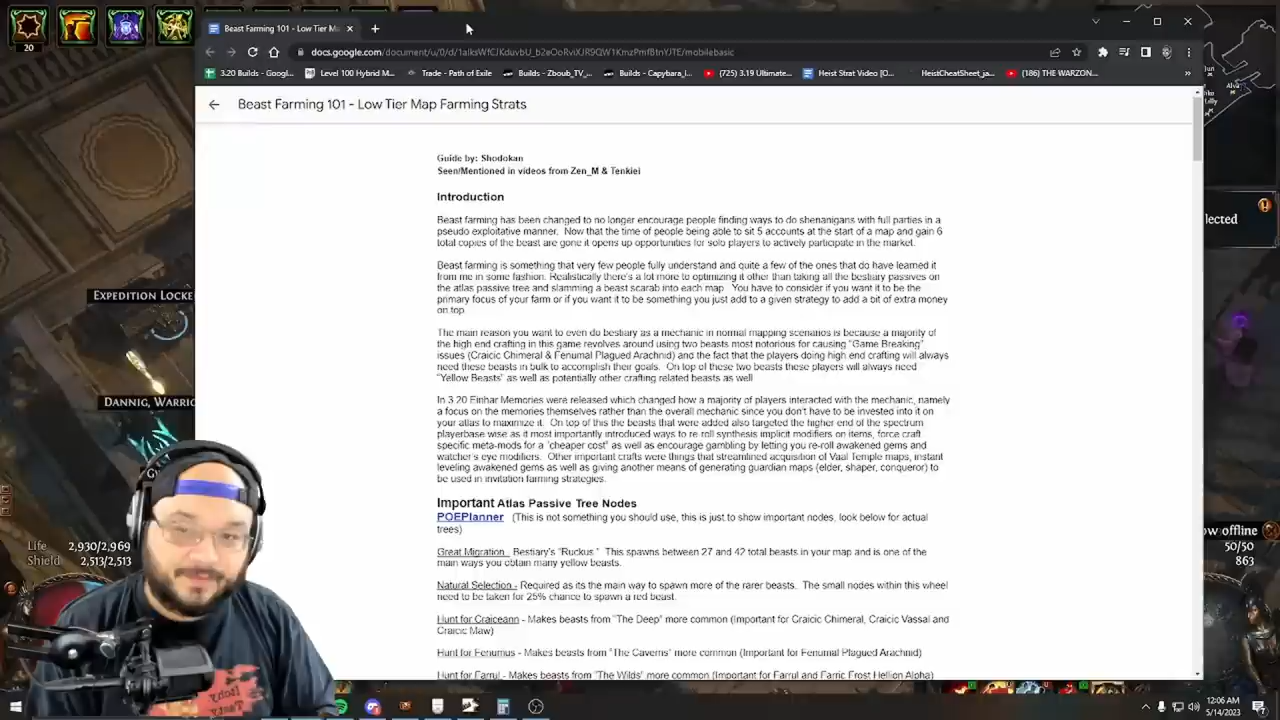 20
Beast Farming 101 - Low Tier M
docs.google.com/document/u/0/d/1alksWfCJKduvbU_b2eOoRviXJR9QW1KmzPmf8tnYJTE/mobilebasic
3.20 Builds - Googl...
Level 100 Hybrid M...
Trade - Path of Exile
Builds - Zboub_TV_...
Builds - Capybara_I...
(725) 3.19 Ultimate...
Heist Strat Video [O...
HeistCheatSheet_ja...
(186) THE WARZON...
Alva
Beast Farming 101 - Low Tier Map Farming Strats
Guide by: Shodokan
Seen/Mentioned in videos from Zen_M & Tenkiei
Introduction
Beast farming has been changed to no longer encourage people finding ways to do shenanigans with full parties in a
pseudo exploitative manner. Now that the time of people being able to sit 5 accounts at the start of a map and gain 6
total copies of the beast are gone it opens up opportunities for solo players to actively participate in the market.
lected
Beast farming is something that very few people fully understand and quite a few of the ones that do have learned it
from me in some fashion. Realistically there's a lot more to optimizing it other than taking all the bestiary passives on
the atlas passive tree and slamming a beast scarab into each map. You have to consider if you want it to be the
primary focus of your farm or if you want it to be something you just add to a given strategy to add a bit of extra money
on top.
EXPEDITION LOCKE
The main reason you want to even do bestiary as a mechanic in normal mapping scenarios is because a majority of
the high end crafting in this game revolves around using two beasts most notorious for causing "Game Breaking"
issues (Craicic Chimeral & Fenumal Plagued Arachnid) and the fact that the players doing high end crafting will always
need these beasts in bulk to accomplish their goals. On top of these two beasts these players will always need
"Yellow Beasts" as well as potentially other crafting related beasts as well
DANNIG, WARRIO
In 3.20 Einhar Memories were released which changed how a majority of players interacted with the mechanic, namely
a focus on the memories themselves rather than the overall mechanic since you don't have to be invested into it on
your atlas to maximize it. On top of this the beasts that were added also targeted the higher end of the spectrum
playerbase wise as it most importantly introduced ways to re roll synthesis implicit modifiers on items, force craft
specific meta-mods for a "cheaper cost" as well as encourage gambling by letting you re-roll awakened gems and
watcher's eye modifiers. Other important crafts were things that streamlined acquisition of Vaal Temple maps, instant
leveling awakened gems as well as giving another means of generating guardian maps (elder, shaper, conqueror) to
be used in invitation farming strategies.
Important Atlas Passive Tree Nodes
POEPlanner (This is not something you should use, this is just to show important nodes, look below for actual
trees)
Great Migration - Bestiary's "Ruckus." This spawns between 27 and 42 total beasts in your map and is one of the
main ways you obtain many yellow beasts.
Natural Selection - Required as its the main way to spawn more of the rarer beasts. The small nodes within this wheel
need to be taken for 25% chance to spawn a red beast.
Hunt for Craiceann - Makes beasts from "The Deep" more common (Important for Craicic Chimeral, Craicic Vassal and
Craicic Maw)
Hunt for Fenumus - Makes beasts from "The Caverns" more common (Important for Fenumal Plagued Arachnid)
Hunt for Farrul - Makes beasts from "The Wilds" more common (Important for Farrul and Farric Frost Hellion Alpha)
Life 2,930/2,969
Shield 2,513/2,513
ow offline
50/50
863
12:06 AM
5/14/2023